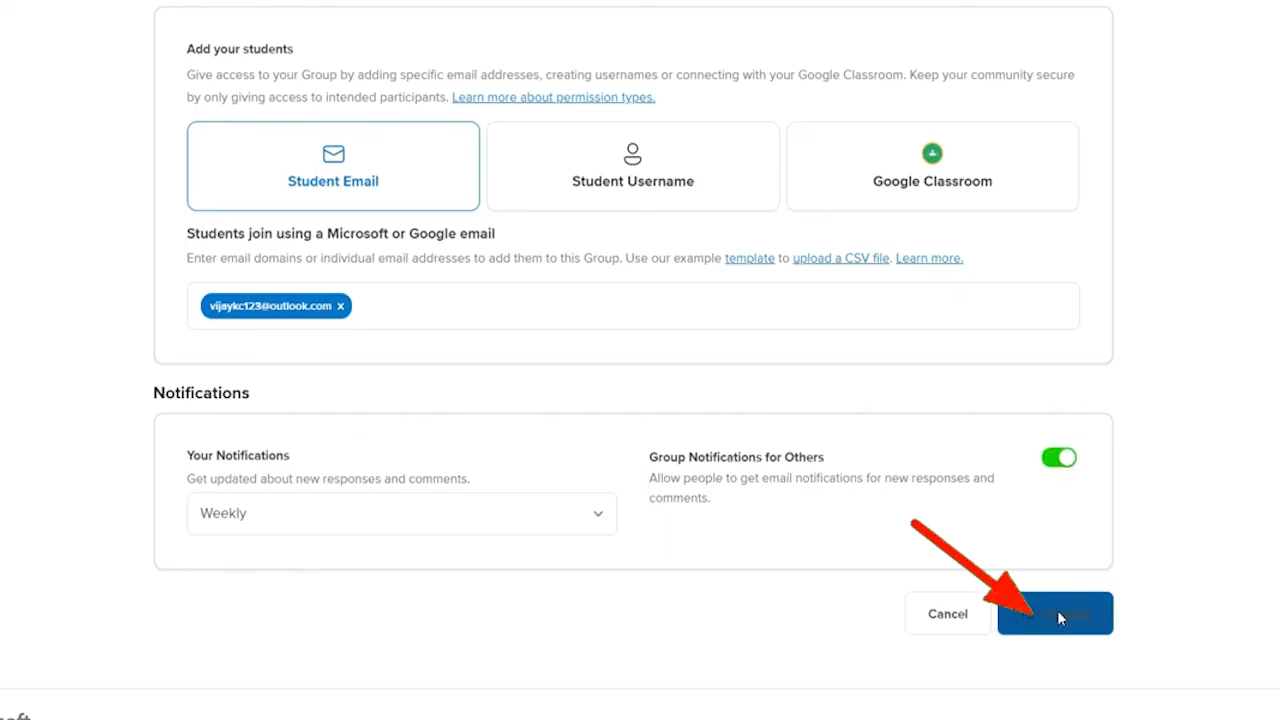 Add your students
Give access to your Group by adding specific email addresses, creating usernames or connecting with your Google Classroom. Keep your community secure
by only giving access to intended participants. Learn more about permission types.
Student Email
Student Username
Google Classroom
Students join using a Microsoft or Google email
Enter email domains or individual email addresses to add them to this Group. Use our example template to upload a CSV file. Learn more.
vijaykc123@outlook.com ×
Notifications
Your Notifications
Get updated about new responses and comments.
Weekly
Group Notifications for Others
Allow people to get email notifications for new responses and
comments.
Cancel